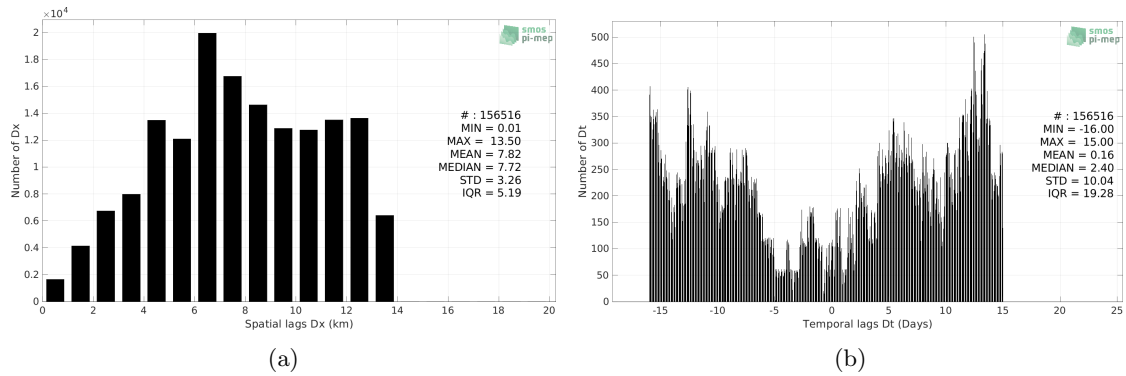 ×10⁴
2
1.8
1.6
1.4
1.2
1
0.8
0.6
0.4
0.2
0
Number of Dx
0 2 4 6 8 10 12 14 16 18 20
Spatial lags Dx (km)
smos
pi-mep
# : 156516
MIN = 0.01
MAX = 13.50
MEAN = 7.82
MEDIAN = 7.72
STD = 3.26
IQR = 5.19
(a)
500
450
400
350
300
250
200
150
100
50
0
Number of Dt
-15 -10 -5 0 5 10 15 20 25
Temporal lags Dt (Days)
smos
pi-mep
# : 156516
MIN = -16.00
MAX = 15.00
MEAN = 0.16
MEDIAN = 2.40
STD = 10.04
IQR = 19.28
(b)